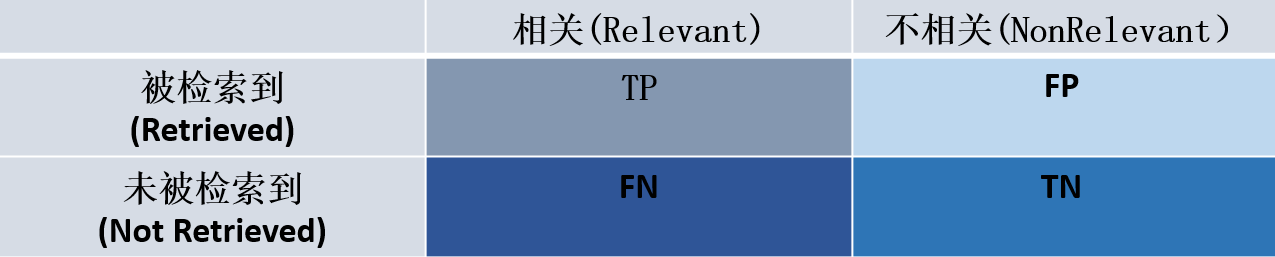 相关(Relevant) 不相关(NonRelevant）
被检索到 TP FP
(Retrieved)
未被检索到 FN TN
(Not Retrieved)